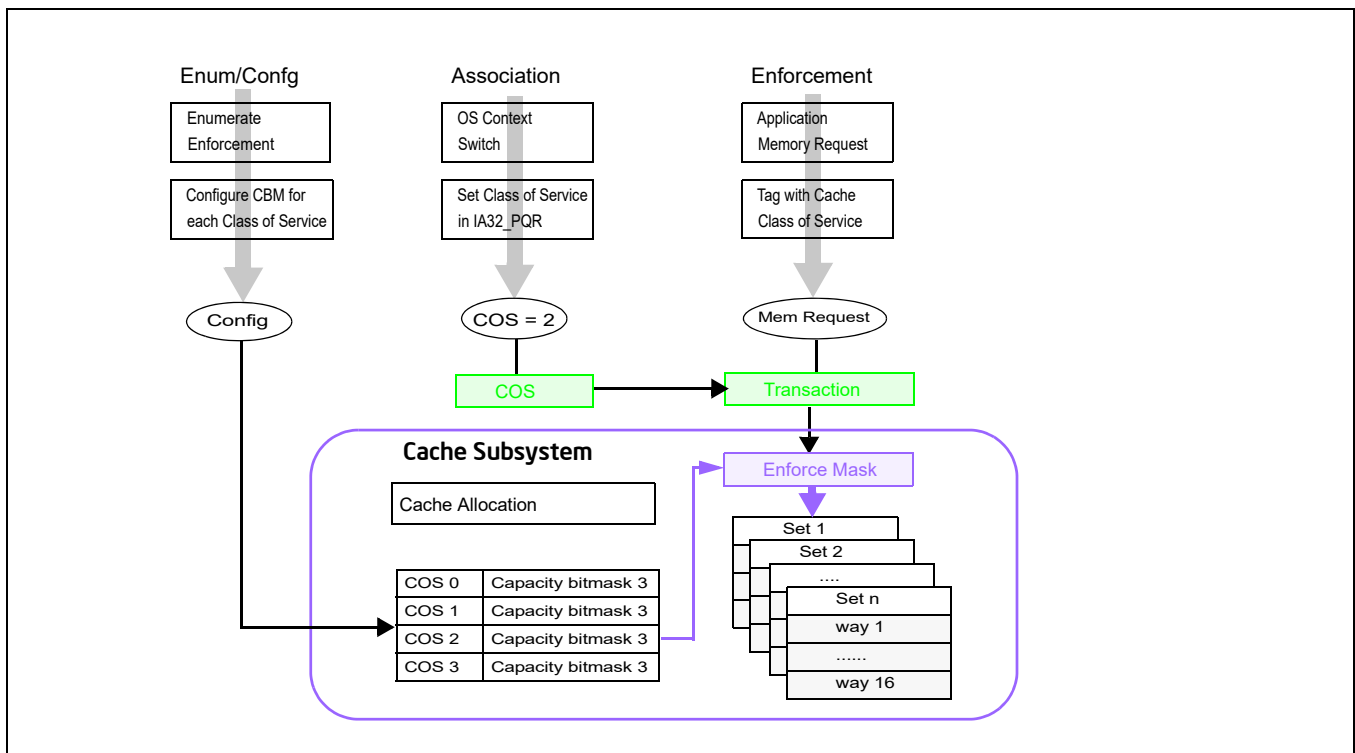 Enum/Confg
Association
Enforcement
Enumerate
Enforcement
OS Context
Switch
Application
Memory Request
Configure CBM for
each Class of Service
Set Class of Service
in IA32_PQR
Tag with Cache
Class of Service
Config
COS = 2
Mem Request
COS
Transaction
Cache Subsystem
Enforce Mask
Cache Allocation
Set 1
Set 2
....
Set n
way 1
......
way 16
COS 0 Capacity bitmask 3
COS 1 Capacity bitmask 3
COS 2 Capacity bitmask 3
COS 3 Capacity bitmask 3